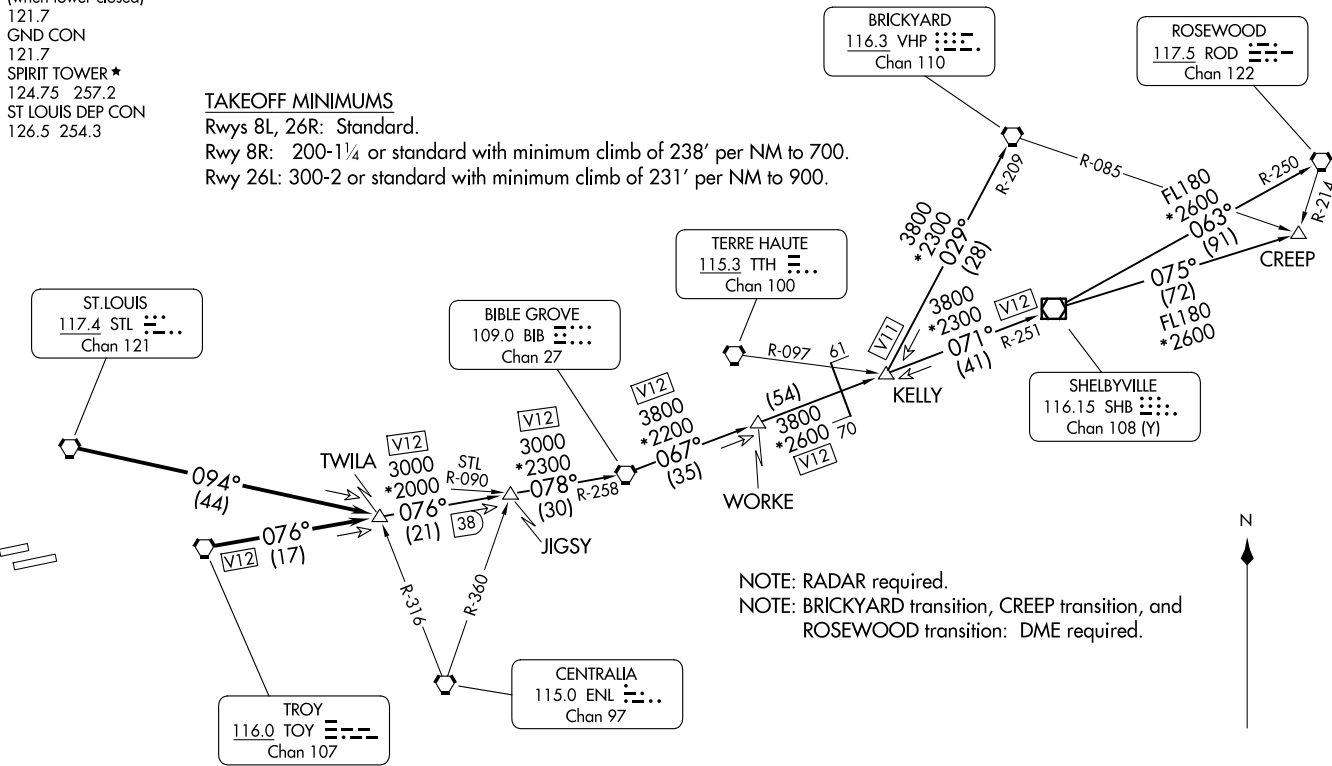 (when tower closed)
121.7
GND CON
121.7
SPIRIT TOWER ★
124.75 257.2
ST LOUIS DEP CON
126.5 254.3
TAKEOFF MINIMUMS
Rwys 8L, 26R: Standard.
Rwy 8R: 200-1¼ or standard with minimum climb of 238' per NM to 700.
Rwy 26L: 300-2 or standard with minimum climb of 231' per NM to 900.
BRICKYARD
116.3 VHP
Chan 110
ROSEWOOD
117.5 ROD
Chan 122
R-209
R-085
R-250
R-214
FL180
*2600
063°
(91)
CREEP
075°
(72)
FL180
*2600
3800
*2300
029°
(28)
TERRE HAUTE
115.3 TTH
Chan 100
R-097
61
70
V11
3800
*2300
V12
071°
(41)
R-251
KELLY
SHELBYVILLE
116.15 SHB
Chan 108 (Y)
ST.LOUIS
117.4 STL
Chan 121
BIBLE GROVE
109.0 BIB
Chan 27
V12
3800
*2200
067°
(35)
(54)
3800
*2600
V12
WORKE
094°
(44)
TWILA
V12
3000
*2000
076°
(21)
STL
R-090
38
V12
3000
*2300
078°
(30)
R-258
JIGSY
V12
076°
(17)
R-316
R-360
TROY
116.0 TOY
Chan 107
CENTRALIA
115.0 ENL
Chan 97
NOTE: RADAR required.
NOTE: BRICKYARD transition, CREEP transition, and
ROSEWOOD transition: DME required.
N